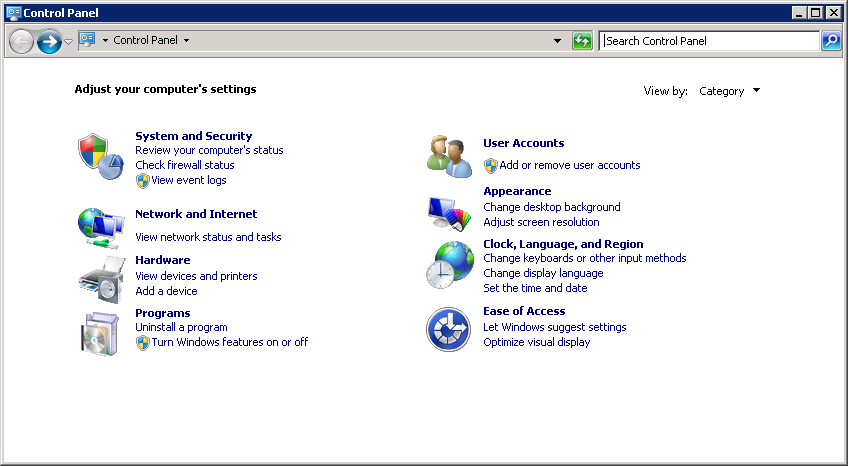 Control Panel
Control Panel
Search Control Panel
Adjust your computer's settings
View by: Category
System and Security
Review your computer's status
Check firewall status
View event logs
Network and Internet
View network status and tasks
Hardware
View devices and printers
Add a device
Programs
Uninstall a program
Turn Windows features on or off
User Accounts
Add or remove user accounts
Appearance
Change desktop background
Adjust screen resolution
Clock, Language, and Region
Change keyboards or other input methods
Change display language
Set the time and date
Ease of Access
Let Windows suggest settings
Optimize visual display